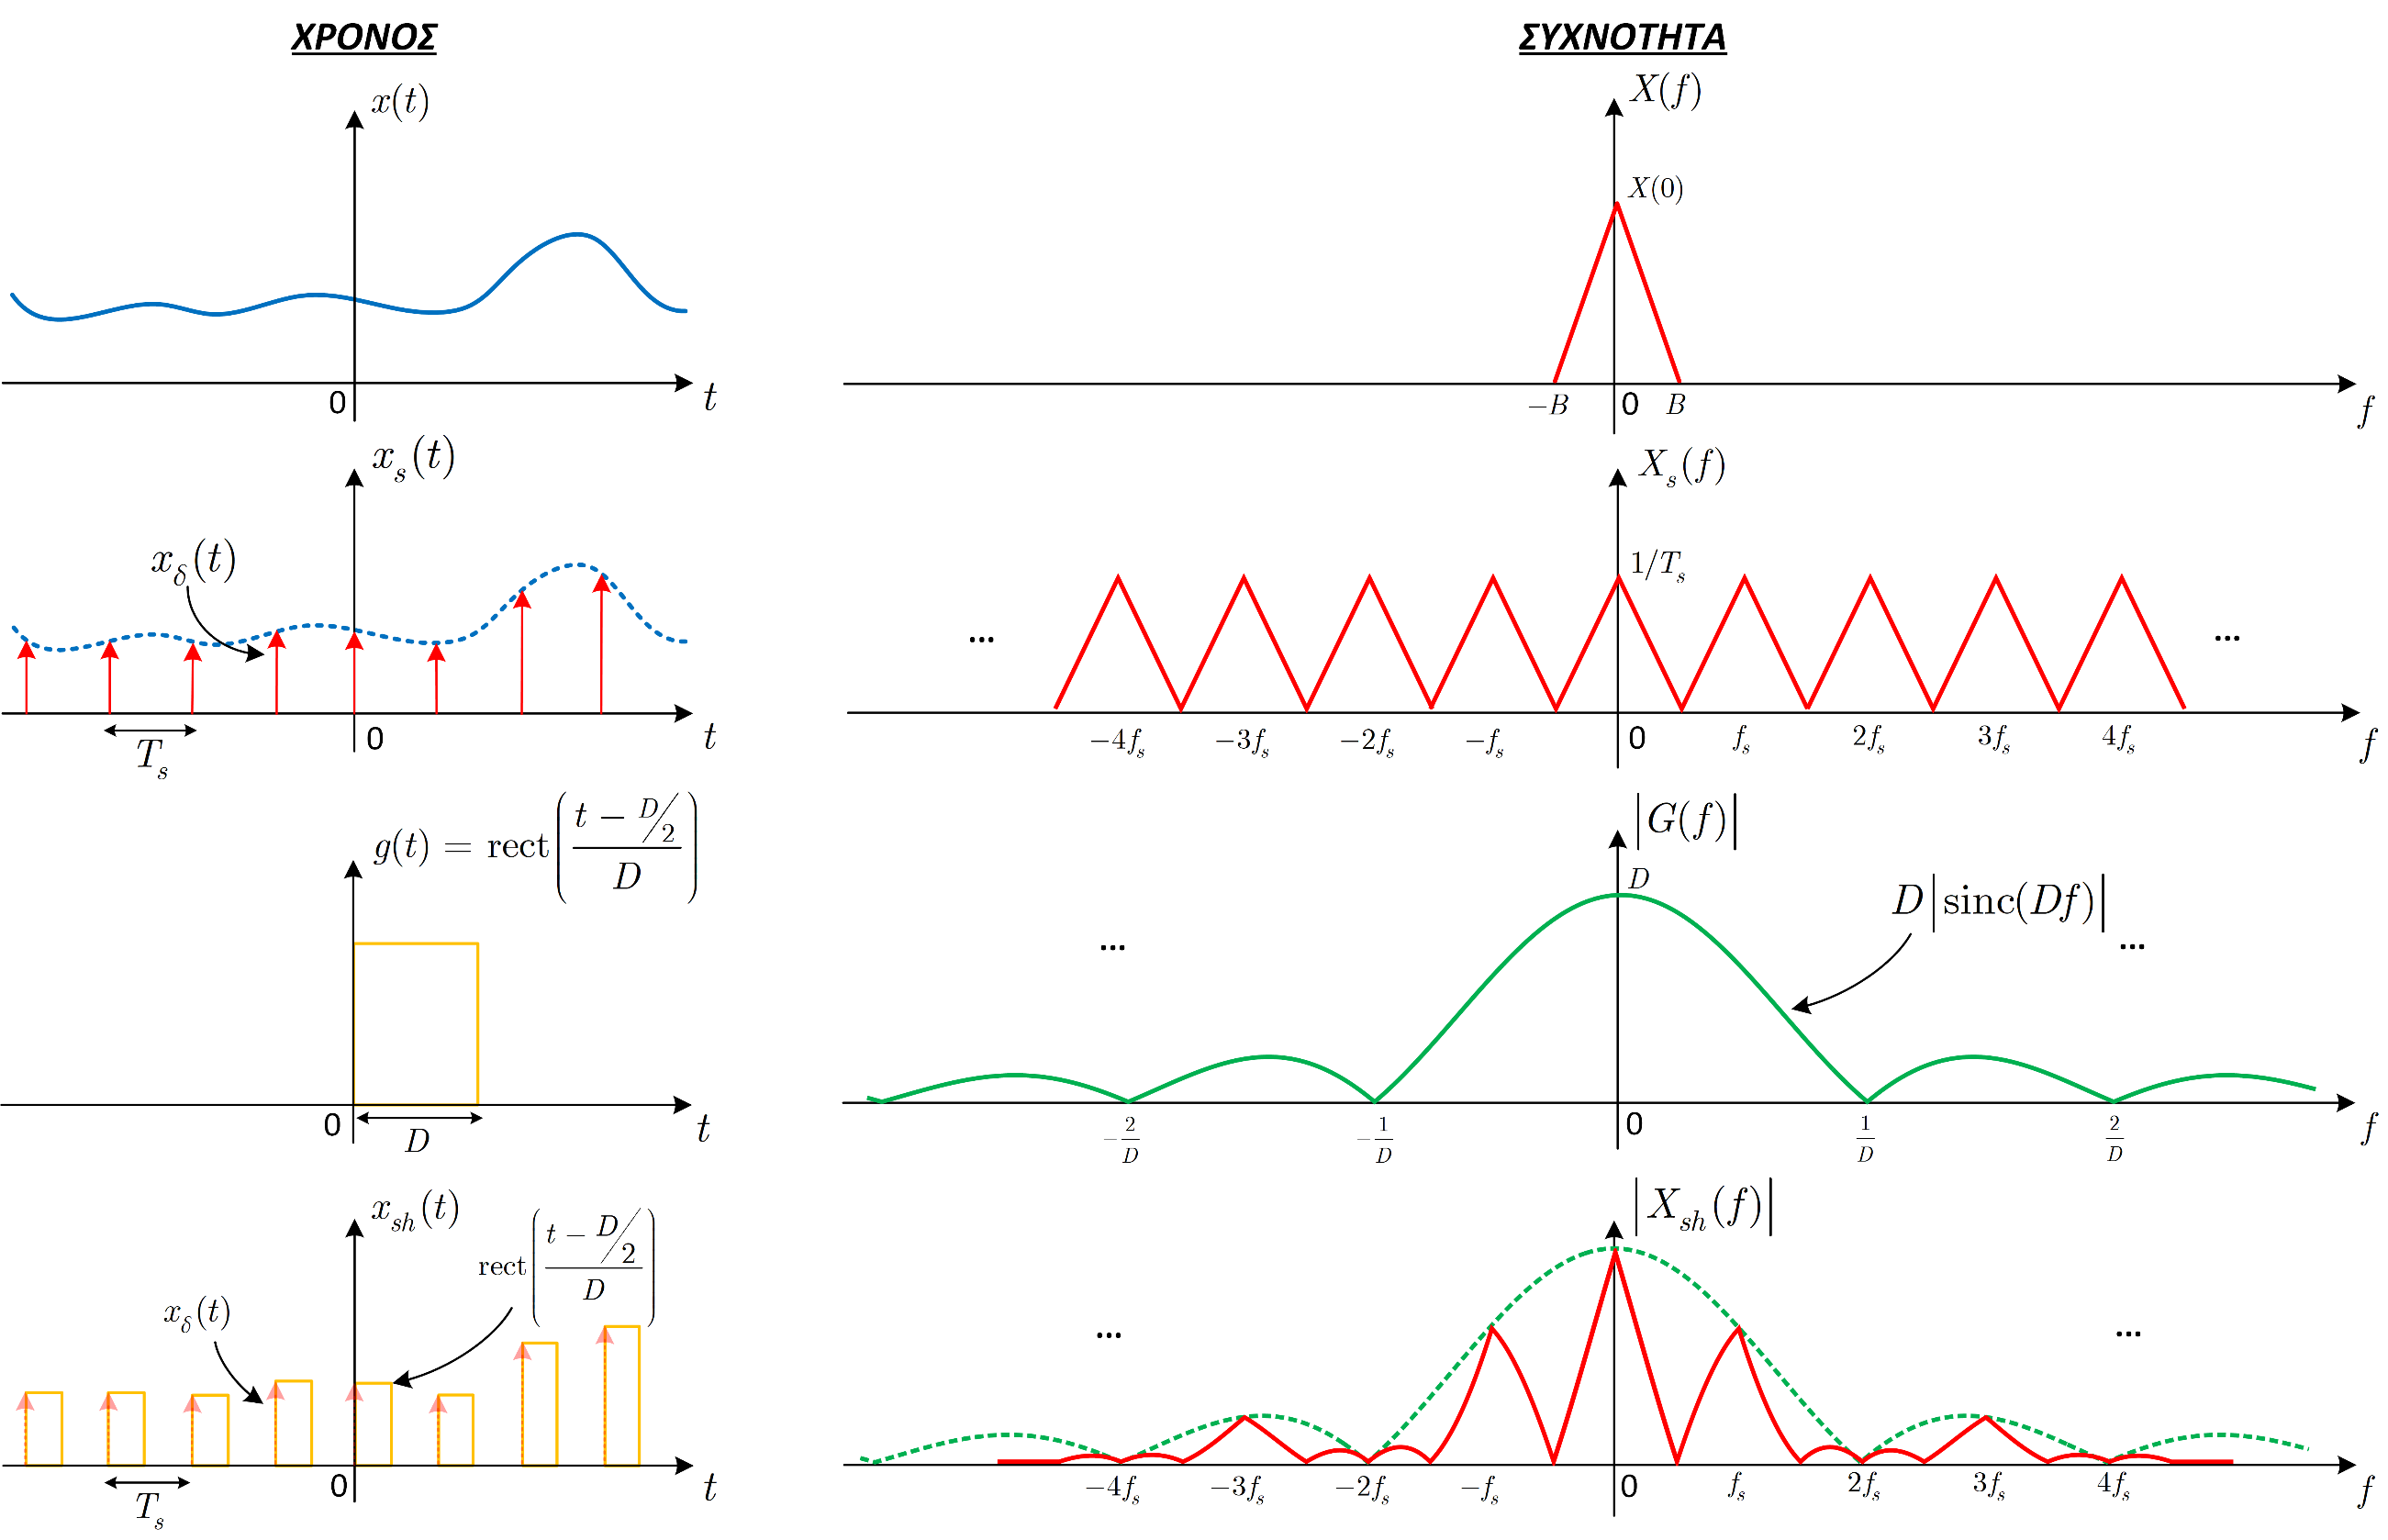 ΧΡΟΝΟΣ
ΣΥΧΝΟΤΗΤΑ
x(t)
0
t
X(f)
X(0)
−B
0
B
f
x_s(t)
x_δ(t)
T_s
0
t
X_s(f)
1/T_s
...
...
−4f_s
−3f_s
−2f_s
−f_s
0
f_s
2f_s
3f_s
4f_s
f
g(t) = rect((t − D/2)/D)
0
D
t
|G(f)|
D
D|sinc(Df)|
...
...
−2/D
−1/D
0
1/D
2/D
f
x_sh(t)
rect((t − D/2)/D)
x_δ(t)
T_s
0
t
|X_sh(f)|
...
...
−4f_s
−3f_s
−2f_s
−f_s
0
f_s
2f_s
3f_s
4f_s
f